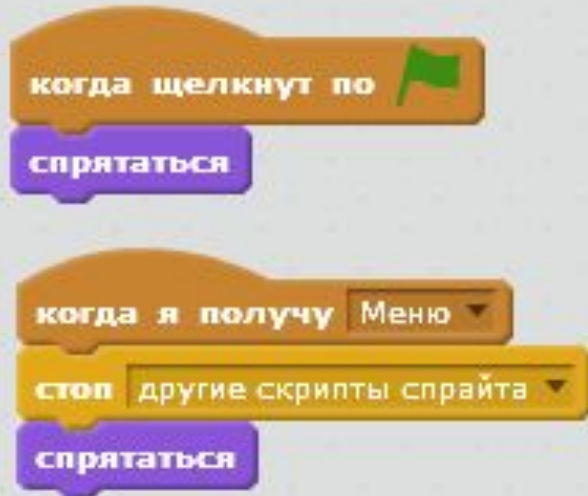 когда щелкнут по
спрятаться
когда я получу Меню
стоп другие скрипты спрайта
спрятаться